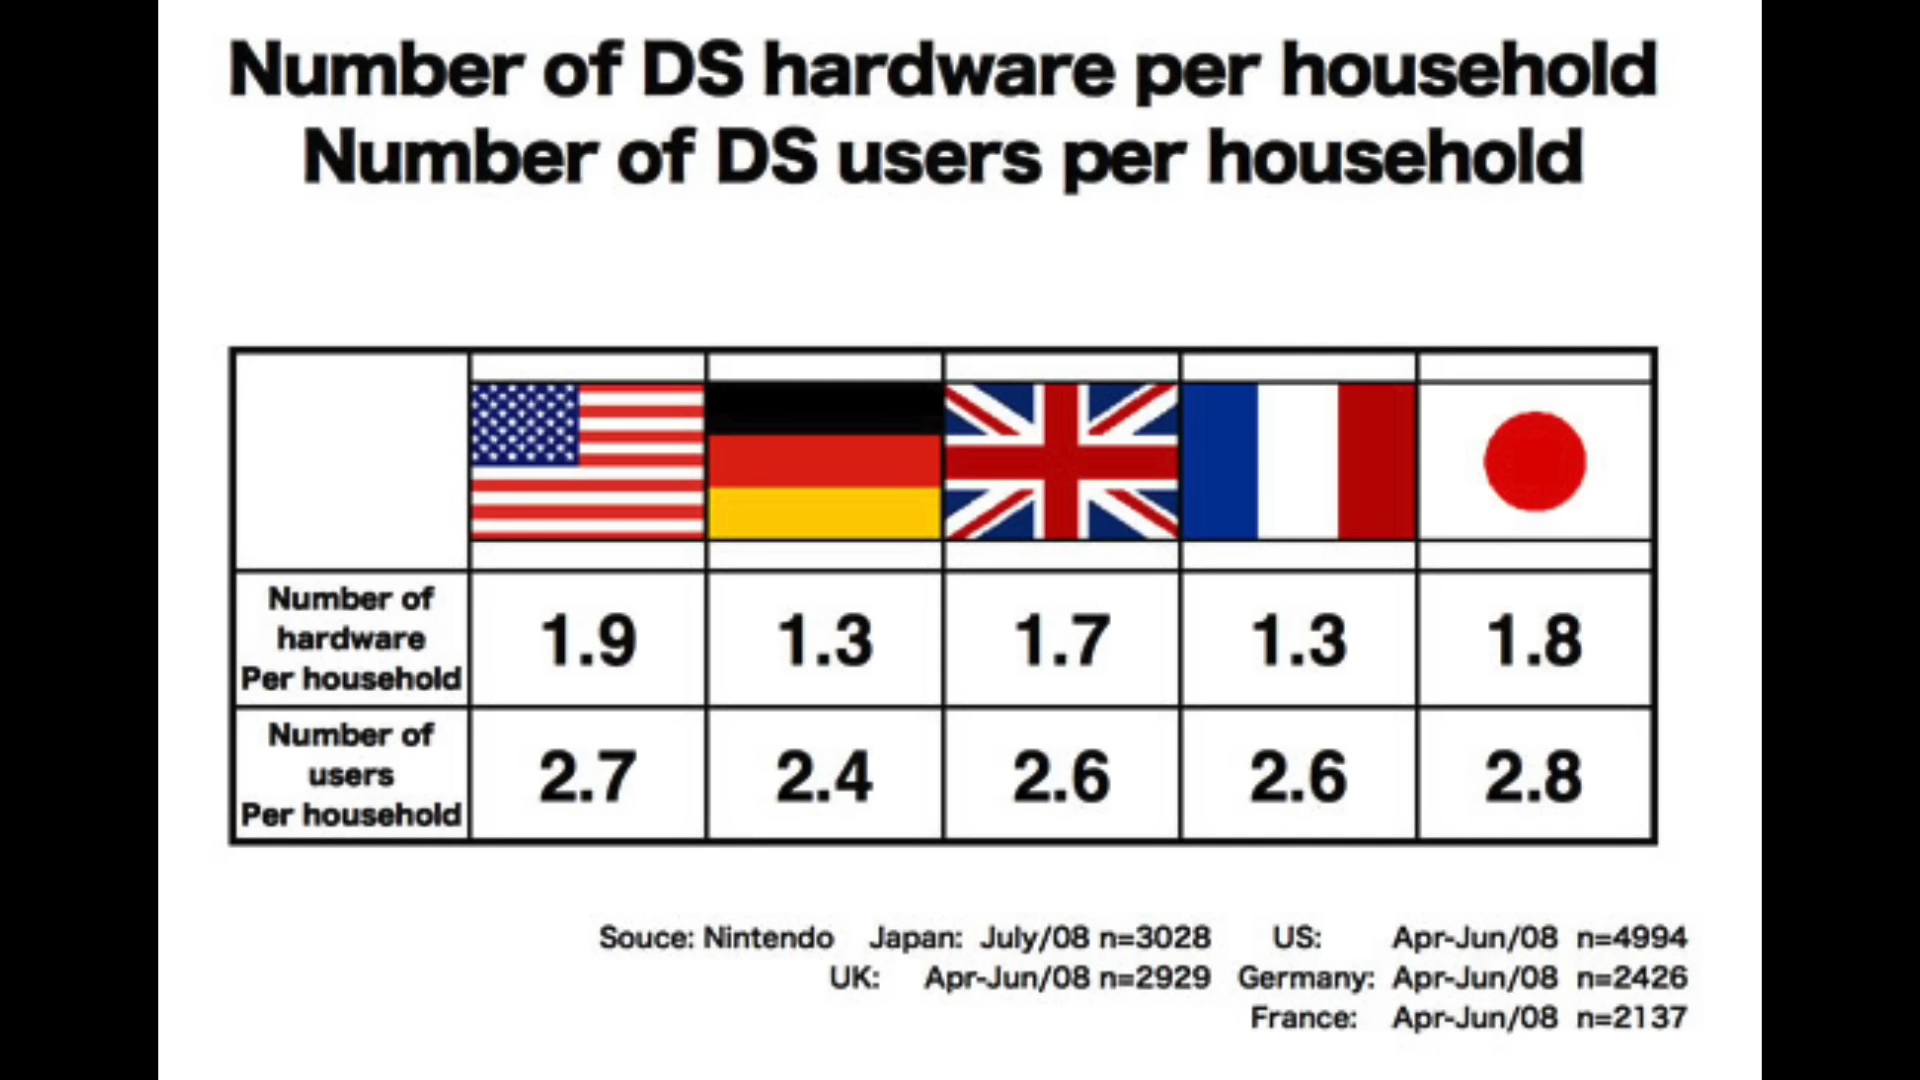 Number of DS hardware per household
Number of DS users per household
Number of
hardware
Per household
1.9 1.3 1.7 1.3 1.8
Number of
users
Per household
2.7 2.4 2.6 2.6 2.8
Souce: Nintendo Japan: July/08 n=3028 US: Apr-Jun/08 n=4994
UK: Apr-Jun/08 n=2929 Germany: Apr-Jun/08 n=2426
France: Apr-Jun/08 n=2137